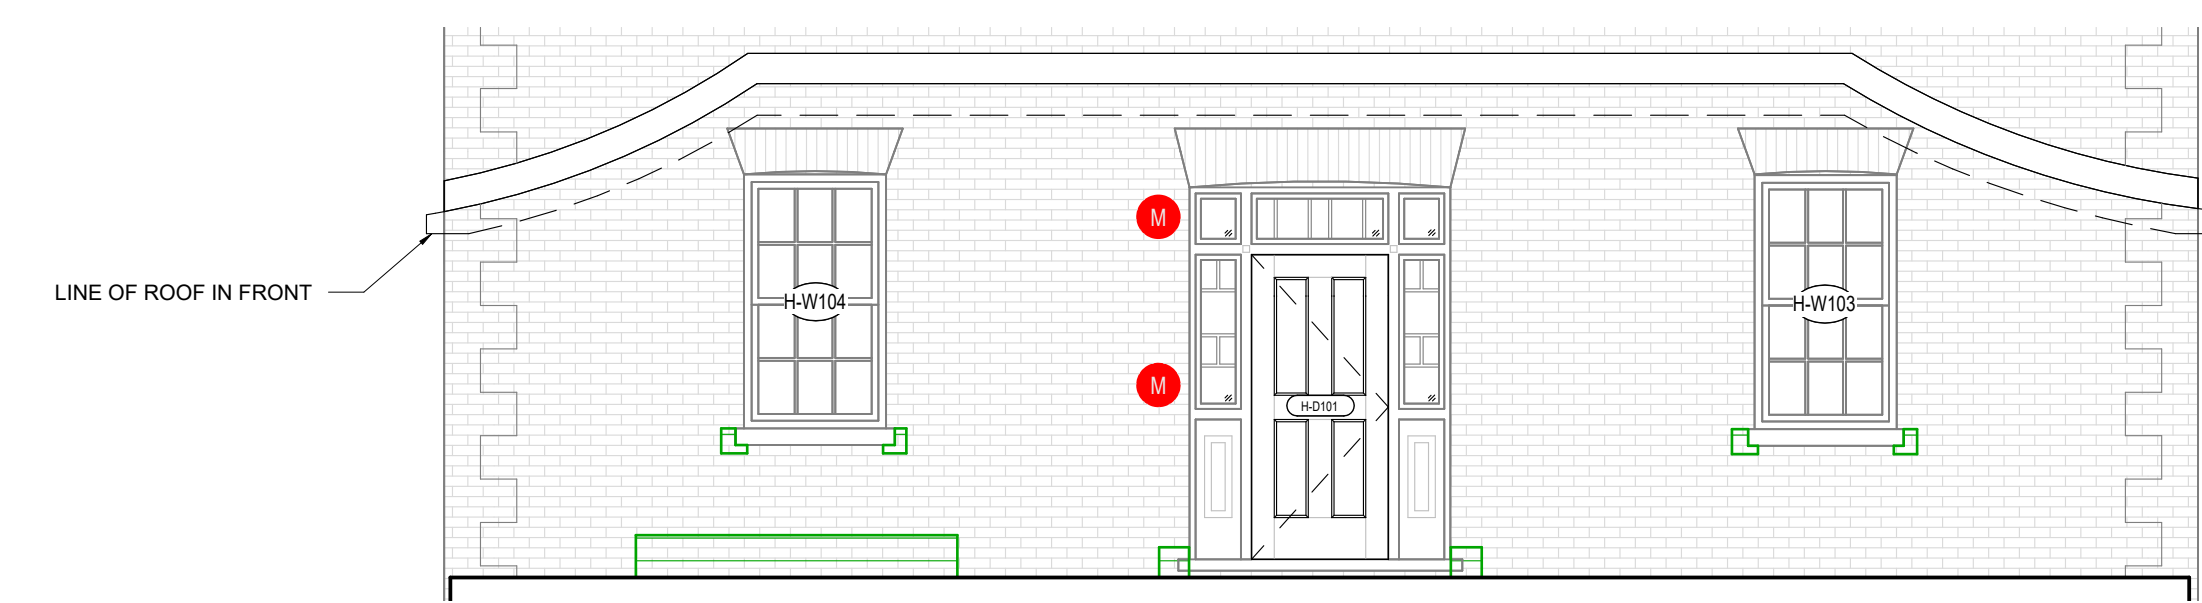 M
LINE OF ROOF IN FRONT
H-W104
H-W103
M
H-D101